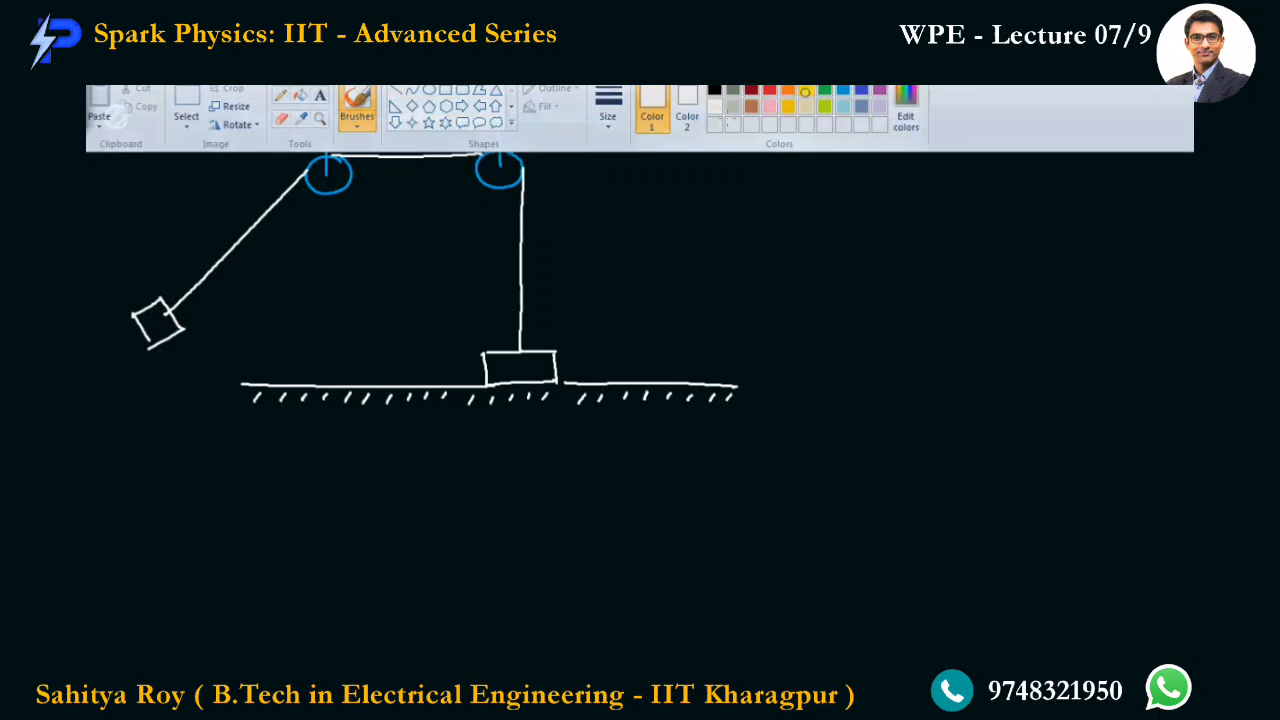 Spark Physics: IIT - Advanced Series
WPE - Lecture 07/9
Cut
Crop
Outline
Paste
Copy
Select
Resize
A
Brushes
Fill
Size
Color
1
Color
2
Edit
colors
Rotate
Clipboard
Image
Tools
Shapes
Colors
Sahitya Roy ( B.Tech in Electrical Engineering - IIT Kharagpur )
9748321950